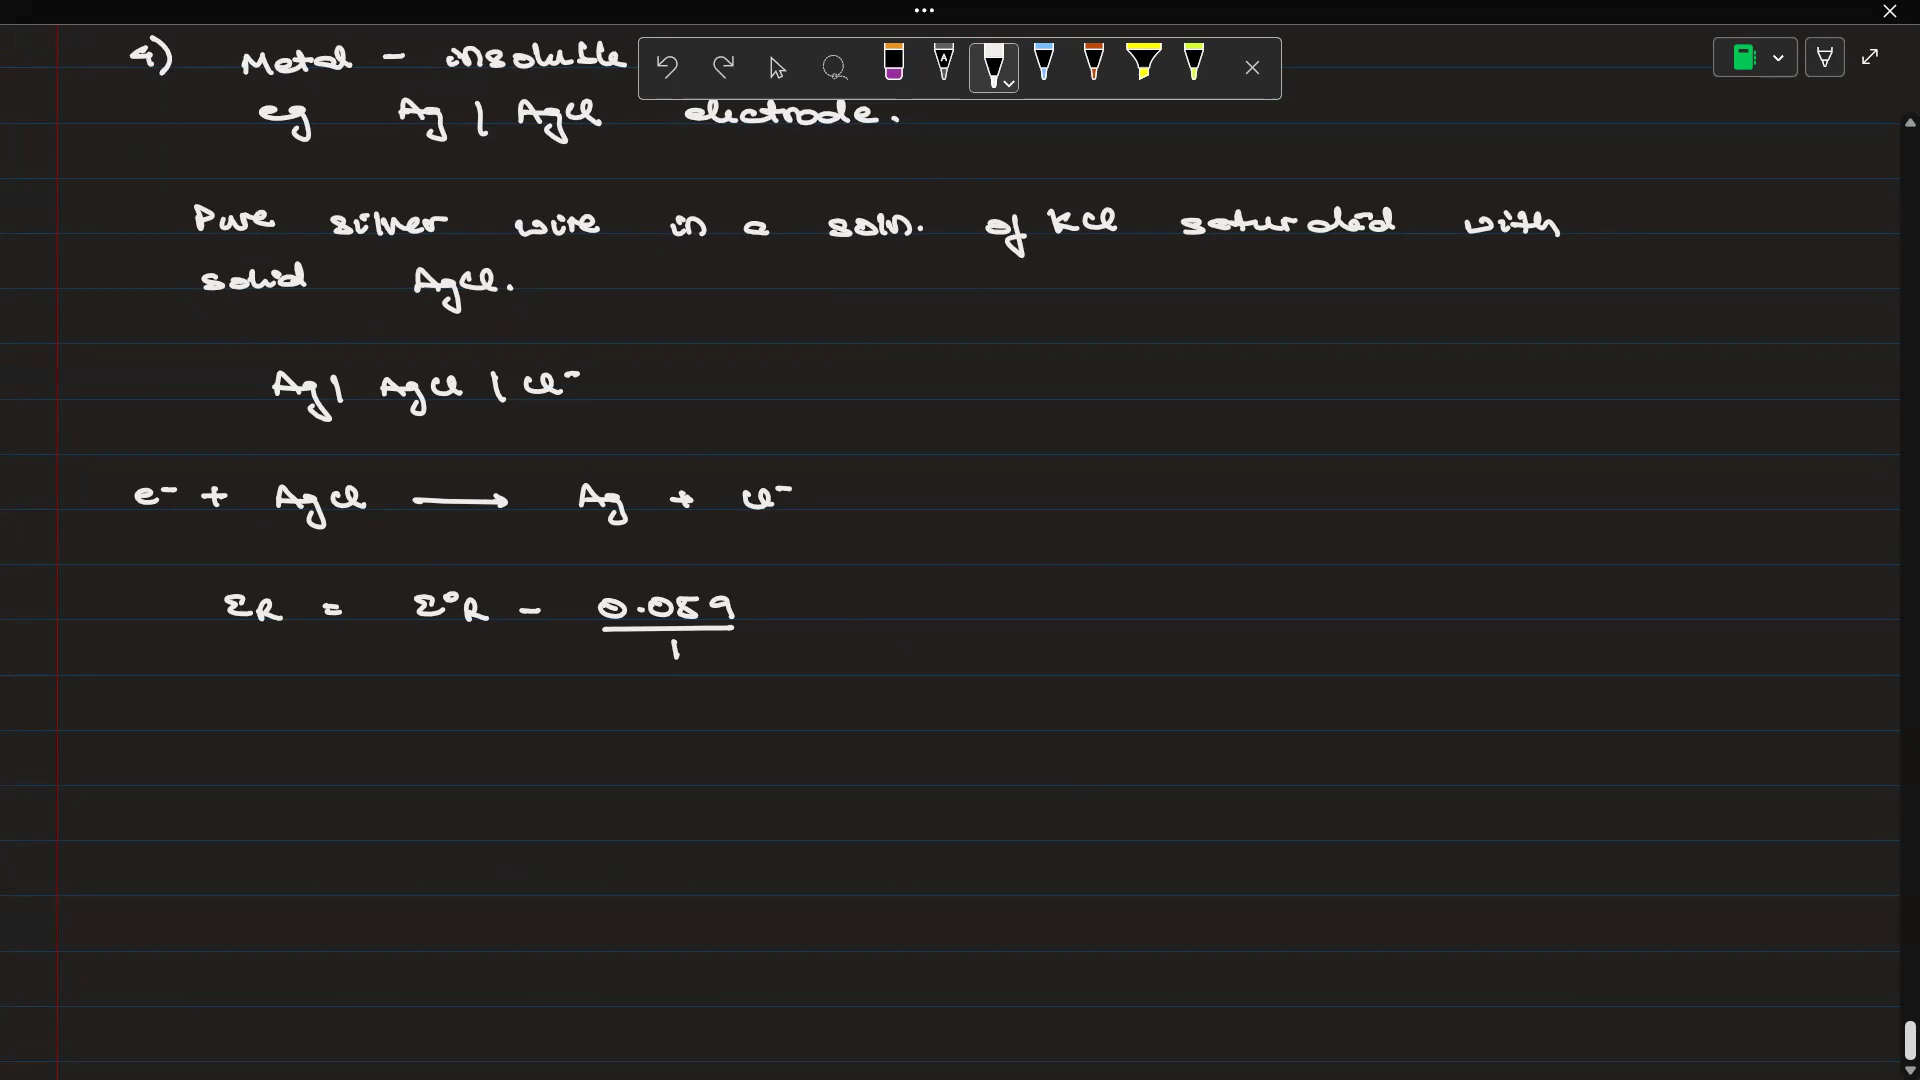 4) Metal - insoluble
eg Ag | AgCl electrode.
Pure silver wire in a soln. of KCl saturated with
solid AgCl.
Ag | AgCl | Cl⁻
e⁻ + AgCl ⟶ Ag + Cl⁻
ƐR = Ɛ°R - 0.059
1